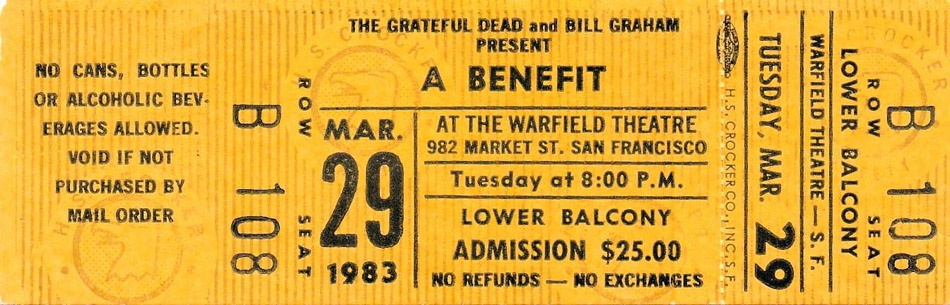 NO CANS, BOTTLES
OR ALCOHOLIC BEV-
ERAGES ALLOWED.
VOID IF NOT
PURCHASED BY
MAIL ORDER
B 108
ROW SEAT
THE GRATEFUL DEAD and BILL GRAHAM
PRESENT
A BENEFIT
MAR.
29
1983
AT THE WARFIELD THEATRE
982 MARKET ST. SAN FRANCISCO
Tuesday at 8:00 P.M.
LOWER BALCONY
ADMISSION $25.00
NO REFUNDS — NO EXCHANGES
H.S. CROCKER CO., INC. S.F.
TUESDAY, MAR. 29
WARFIELD THEATRE — S. F.
LOWER BALCONY
ROW SEAT
B 108